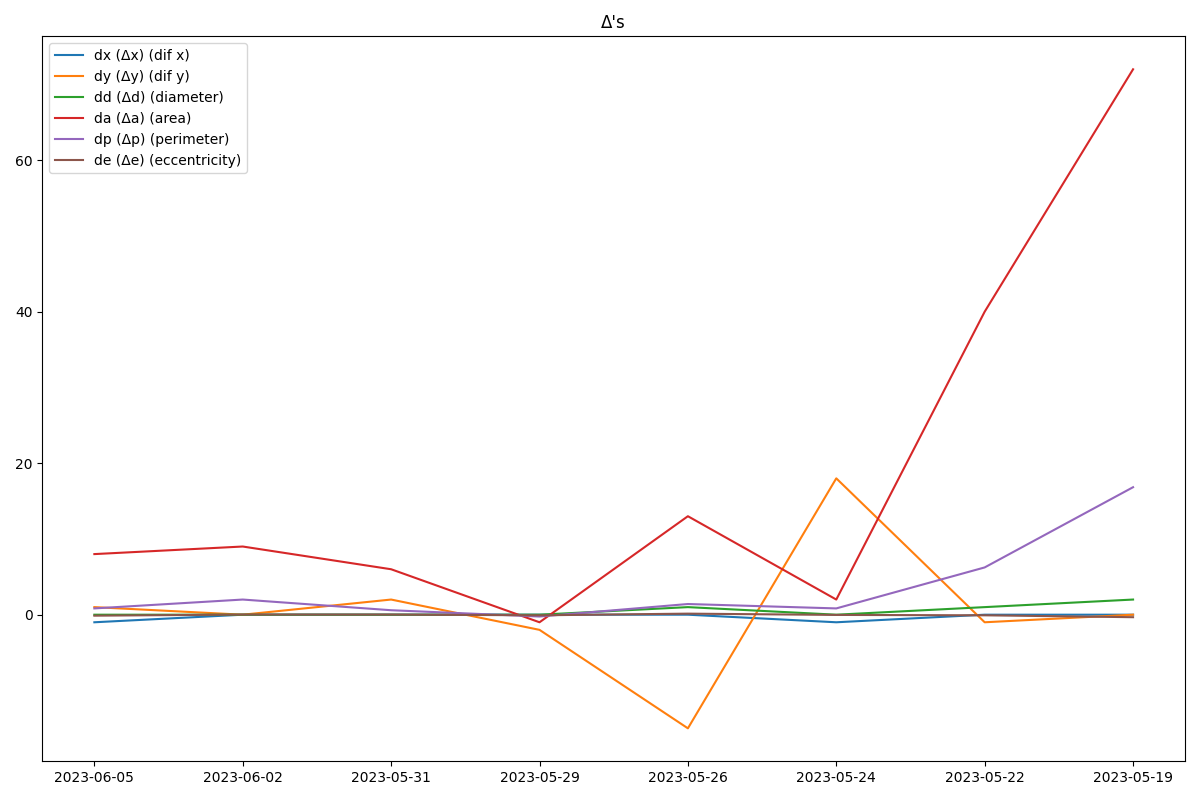 Δ's
dx (Δx) (dif x)
dy (Δy) (dif y)
dd (Δd) (diameter)
da (Δa) (area)
dp (Δp) (perimeter)
de (Δe) (eccentricity)
60
40
20
0
2023-06-05 2023-06-02 2023-05-31 2023-05-29 2023-05-26 2023-05-24 2023-05-22 2023-05-19